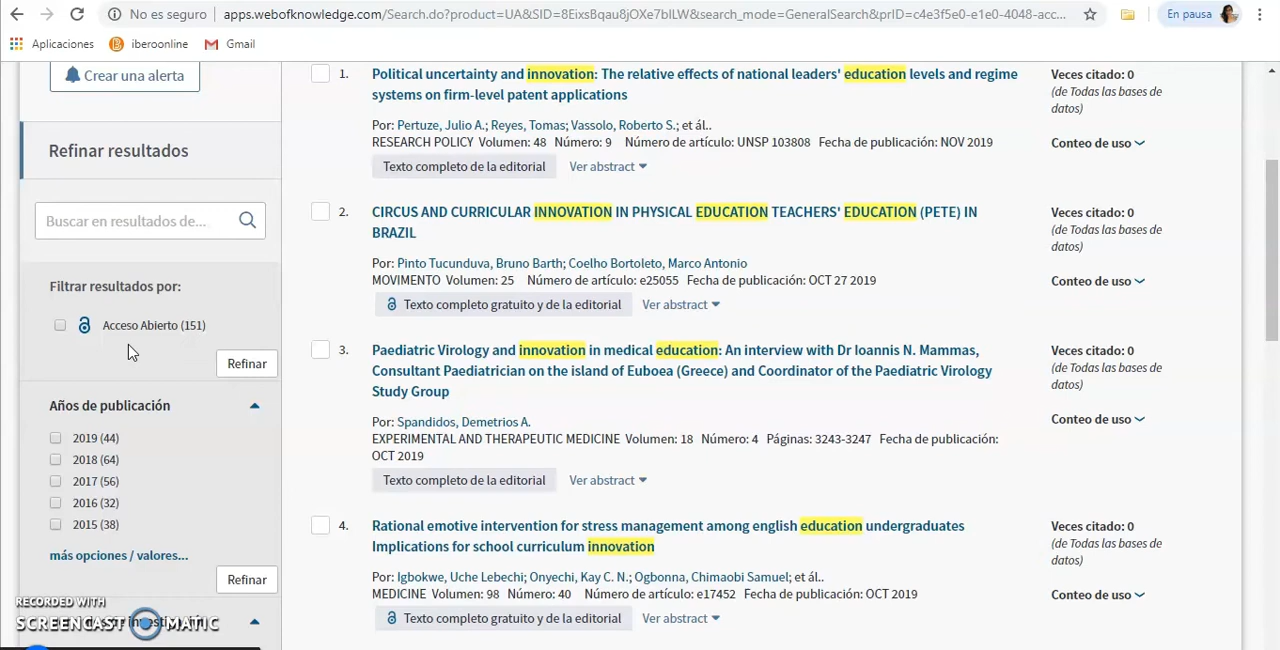 No es seguro
apps.webofknowledge.com/Search.do?product=UA&SID=8EixsBqau8jOXe7bILW&search_mode=GeneralSearch&prID=c4e3f5e0-e1e0-4048-acc...
En pausa
Aplicaciones
iberoonline
Gmail
Crear una alerta
Refinar resultados
Buscar en resultados de...
Filtrar resultados por:
Acceso Abierto (151)
Refinar
Años de publicación
2019 (44)
2018 (64)
2017 (56)
2016 (32)
2015 (38)
más opciones / valores...
Refinar
RECORDED WITH
SCREENCAST MATIC
1. Political uncertainty and innovation: The relative effects of national leaders' education levels and regime
systems on firm-level patent applications
Por: Pertuze, Julio A.; Reyes, Tomas; Vassolo, Roberto S.; et ál..
RESEARCH POLICY Volumen: 48 Número: 9 Número de artículo: UNSP 103808 Fecha de publicación: NOV 2019
Texto completo de la editorial
Ver abstract
Veces citado: 0
(de Todas las bases de
datos)
Conteo de uso
2. CIRCUS AND CURRICULAR INNOVATION IN PHYSICAL EDUCATION TEACHERS' EDUCATION (PETE) IN
BRAZIL
Por: Pinto Tucunduva, Bruno Barth; Coelho Bortoleto, Marco Antonio
MOVIMENTO Volumen: 25 Número de artículo: e25055 Fecha de publicación: OCT 27 2019
Texto completo gratuito y de la editorial
Ver abstract
Veces citado: 0
(de Todas las bases de
datos)
Conteo de uso
3. Paediatric Virology and innovation in medical education: An interview with Dr Ioannis N. Mammas,
Consultant Paediatrician on the island of Euboea (Greece) and Coordinator of the Paediatric Virology
Study Group
Por: Spandidos, Demetrios A.
EXPERIMENTAL AND THERAPEUTIC MEDICINE Volumen: 18 Número: 4 Páginas: 3243-3247 Fecha de publicación:
OCT 2019
Texto completo de la editorial
Ver abstract
Veces citado: 0
(de Todas las bases de
datos)
Conteo de uso
4. Rational emotive intervention for stress management among english education undergraduates
Implications for school curriculum innovation
Por: Igbokwe, Uche Lebechi; Onyechi, Kay C. N.; Ogbonna, Chimaobi Samuel; et ál..
MEDICINE Volumen: 98 Número: 40 Número de artículo: e17452 Fecha de publicación: OCT 2019
Texto completo gratuito y de la editorial
Ver abstract
Veces citado: 0
(de Todas las bases de
datos)
Conteo de uso